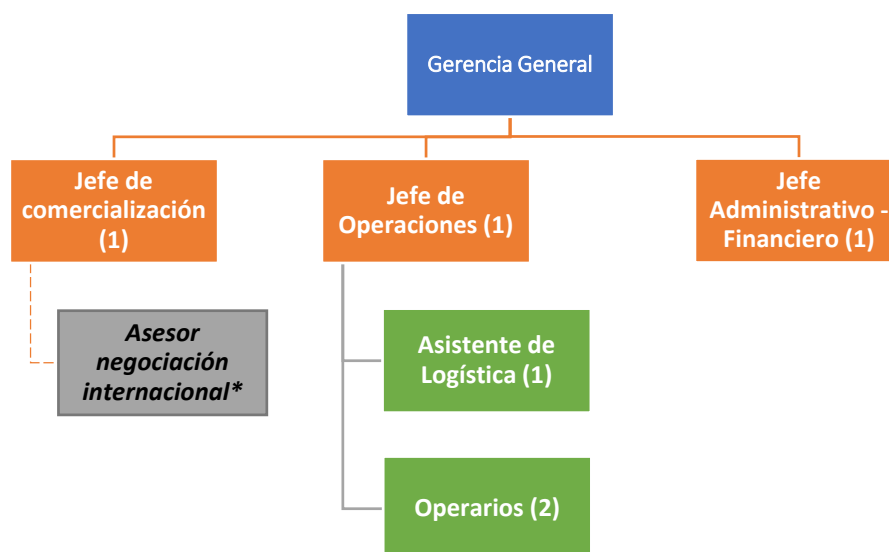 Gerencia General
Jefe de
comercialización
(1)
Jefe de
Operaciones (1)
Jefe
Administrativo -
Financiero (1)
Asesor
negociación
internacional*
Asistente de
Logística (1)
Operarios (2)